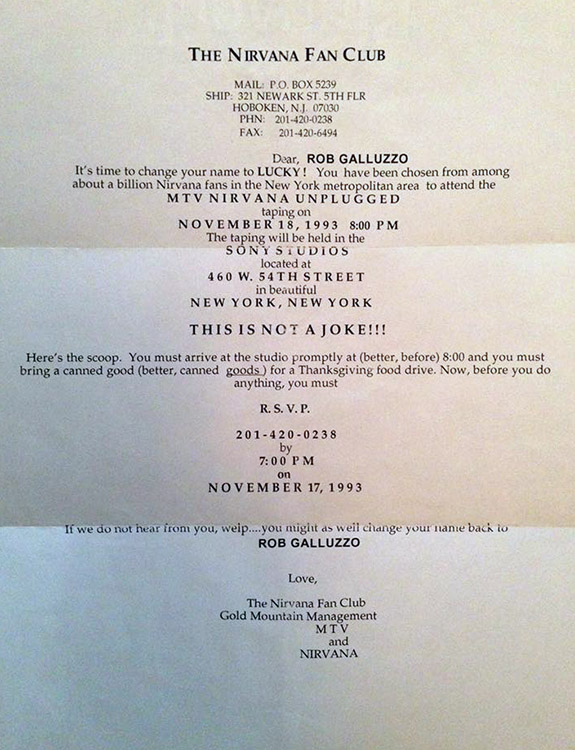 THE NIRVANA FAN CLUB
MAIL: P.O. BOX 5239
SHIP: 321 NEWARK ST. 5TH FLR
HOBOKEN, N.J. 07030
PHN: 201-420-0238
FAX: 201-420-6494
Dear, ROB GALLUZZO
It's time to change your name to LUCKY! You have been chosen from among
about a billion Nirvana fans in the New York metropolitan area to attend the
MTV NIRVANA UNPLUGGED
taping on
NOVEMBER 18, 1993 8:00 PM
The taping will be held in the
SONY STUDIOS
located at
460 W. 54TH STREET
in beautiful
NEW YORK, NEW YORK
THIS IS NOT A JOKE!!!
Here's the scoop. You must arrive at the studio promptly at (better, before) 8:00 and you must
bring a canned good (better, canned goods) for a Thanksgiving food drive. Now, before you do
anything, you must
R. S. V. P.
201-420-0238
by
7:00 PM
on
NOVEMBER 17, 1993
If we do not hear from you, welp....you might as well change your name back to
ROB GALLUZZO
Love,
The Nirvana Fan Club
Gold Mountain Management
MTV
and
NIRVANA